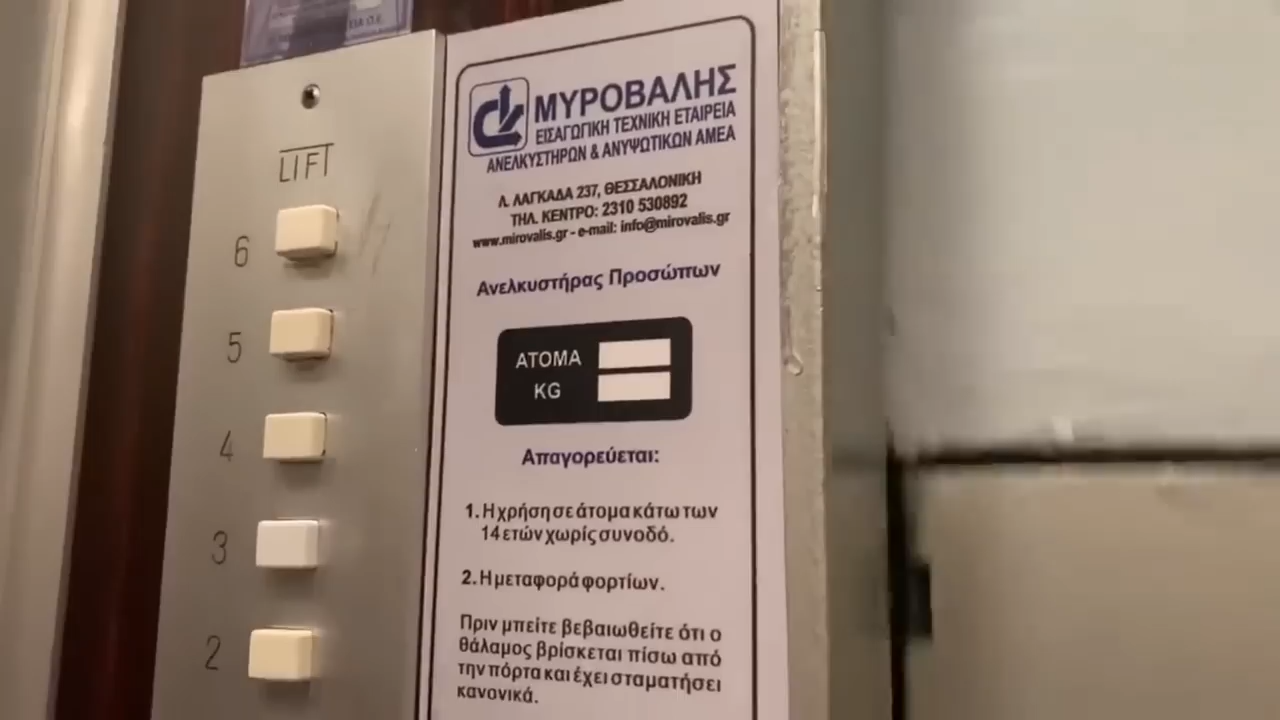 ΓΙΑ Ο.Ε.
LIFT
6
5
4
3
2
ΜΥΡΟΒΑΛΗΣ
ΕΙΣΑΓΩΓΙΚΗ ΤΕΧΝΙΚΗ ΕΤΑΙΡΕΙΑ
ΑΝΕΛΚΥΣΤΗΡΩΝ & ΑΝΥΨΩΤΙΚΩΝ ΑΜΕΑ
Λ. ΛΑΓΚΑΔΑ 237, ΘΕΣΣΑΛΟΝΙΚΗ
ΤΗΛ. ΚΕΝΤΡΟ: 2310 530892
www.mirovalis.gr - e-mail: info@mirovalis.gr
Ανελκυστήρας Προσώπων
ΑΤΟΜΑ
KG
Απαγορεύεται:
1. Η χρήση σε άτομα κάτω των
14 ετών χωρίς συνοδό.
2. Η μεταφορά φορτίων.
Πριν μπείτε βεβαιωθείτε ότι ο
θάλαμος βρίσκεται πίσω από
την πόρτα και έχει σταματήσει
κανονικά.